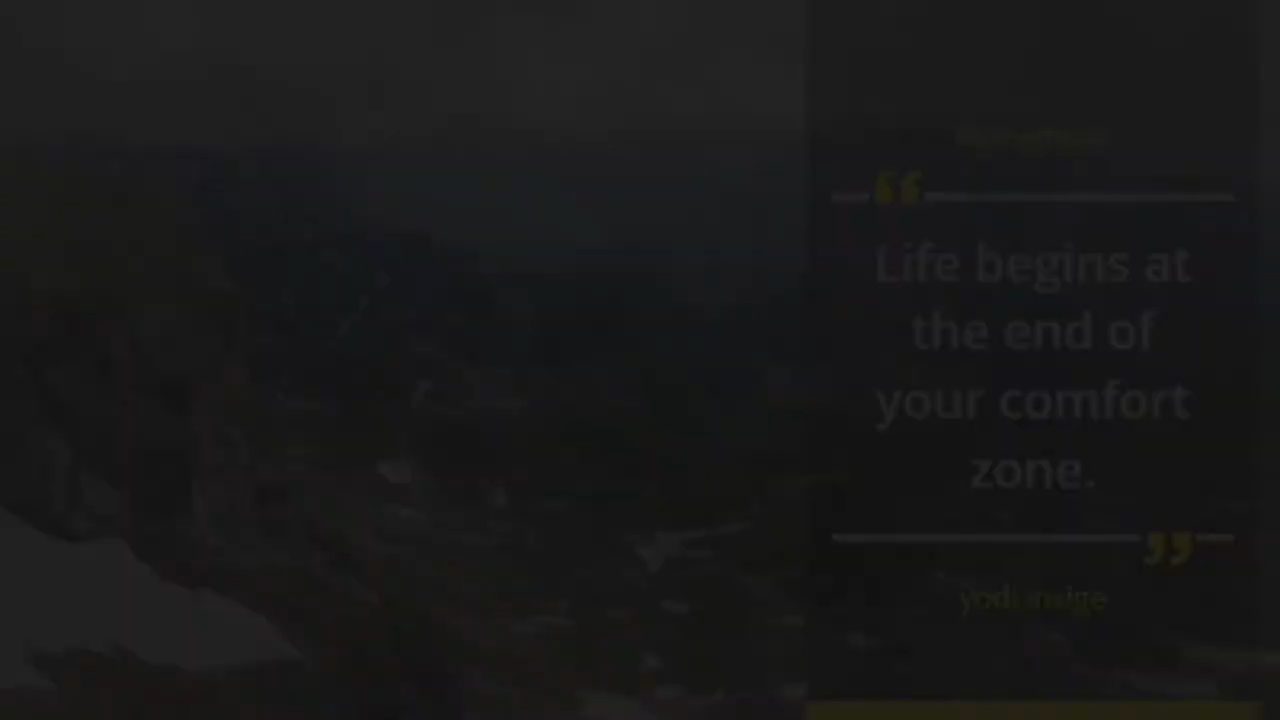 “
Life begins at
the end of
your comfort
zone.
”